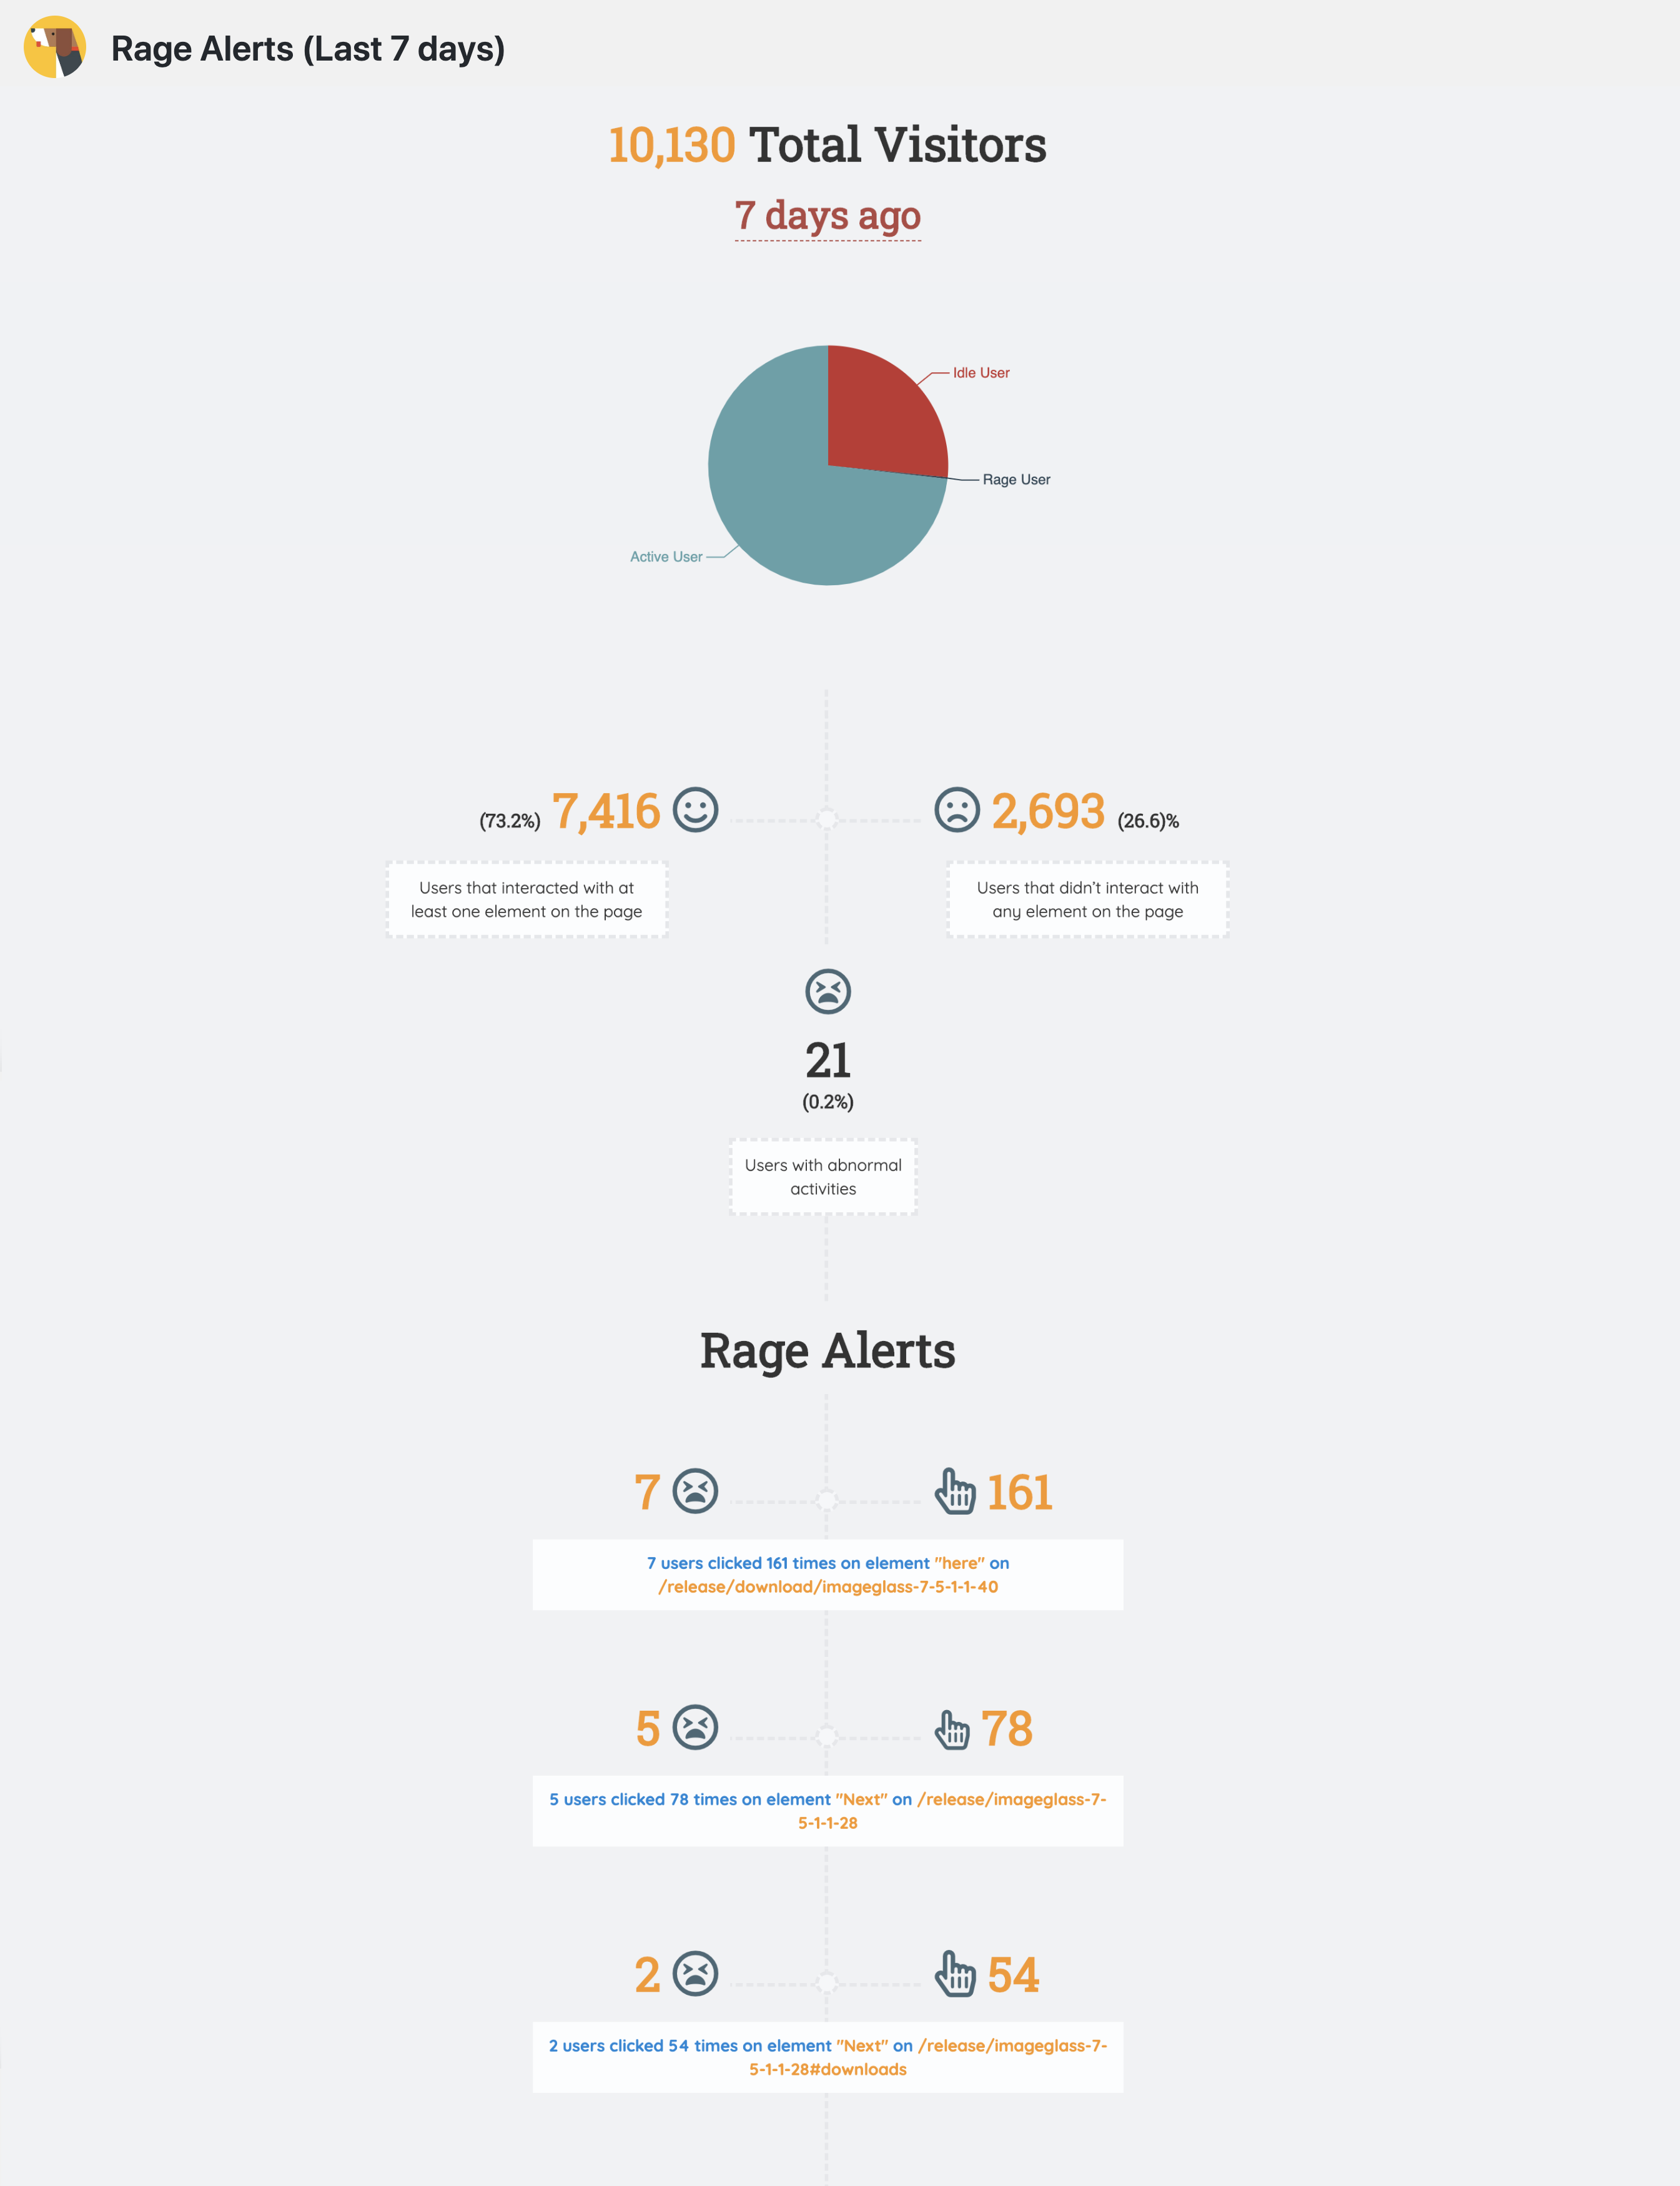 Rage Alerts (Last 7 days)
10,130 Total Visitors
7 days ago
Idle User
Rage User
Active User
(73.2%) 7,416
2,693 (26.6)%
Users that interacted with at
least one element on the page
Users that didn't interact with
any element on the page
21
(0.2%)
Users with abnormal
activities
Rage Alerts
7
161
7 users clicked 161 times on element "here" on
/release/download/imageglass-7-5-1-1-40
5
78
5 users clicked 78 times on element "Next" on /release/imageglass-7-
5-1-1-28
2
54
2 users clicked 54 times on element "Next" on /release/imageglass-7-
5-1-1-28#downloads